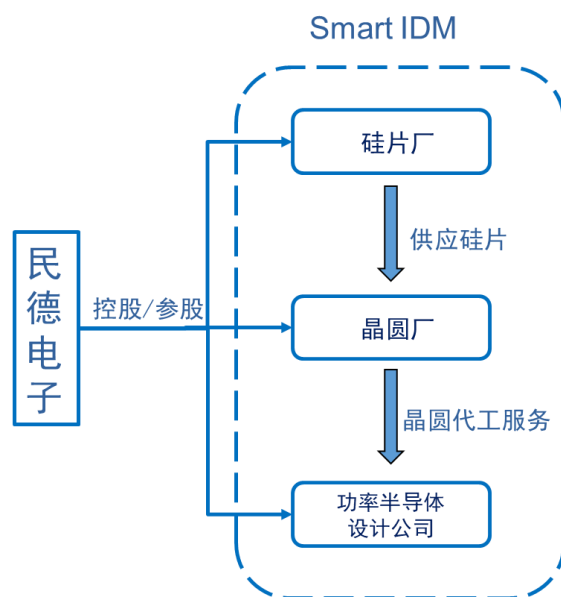 Smart IDM
硅片厂
供应硅片
民德电子
控股/参股
晶圆厂
晶圆代工服务
功率半导体
设计公司